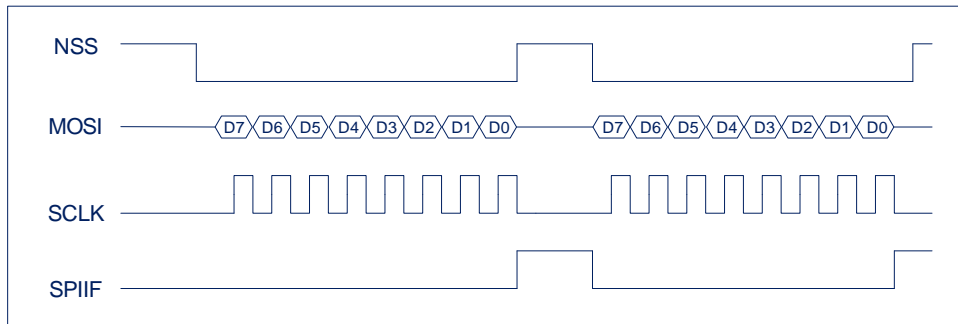 NSS
MOSI D7 D6 D5 D4 D3 D2 D1 D0 D7 D6 D5 D4 D3 D2 D1 D0
SCLK
SPIIF